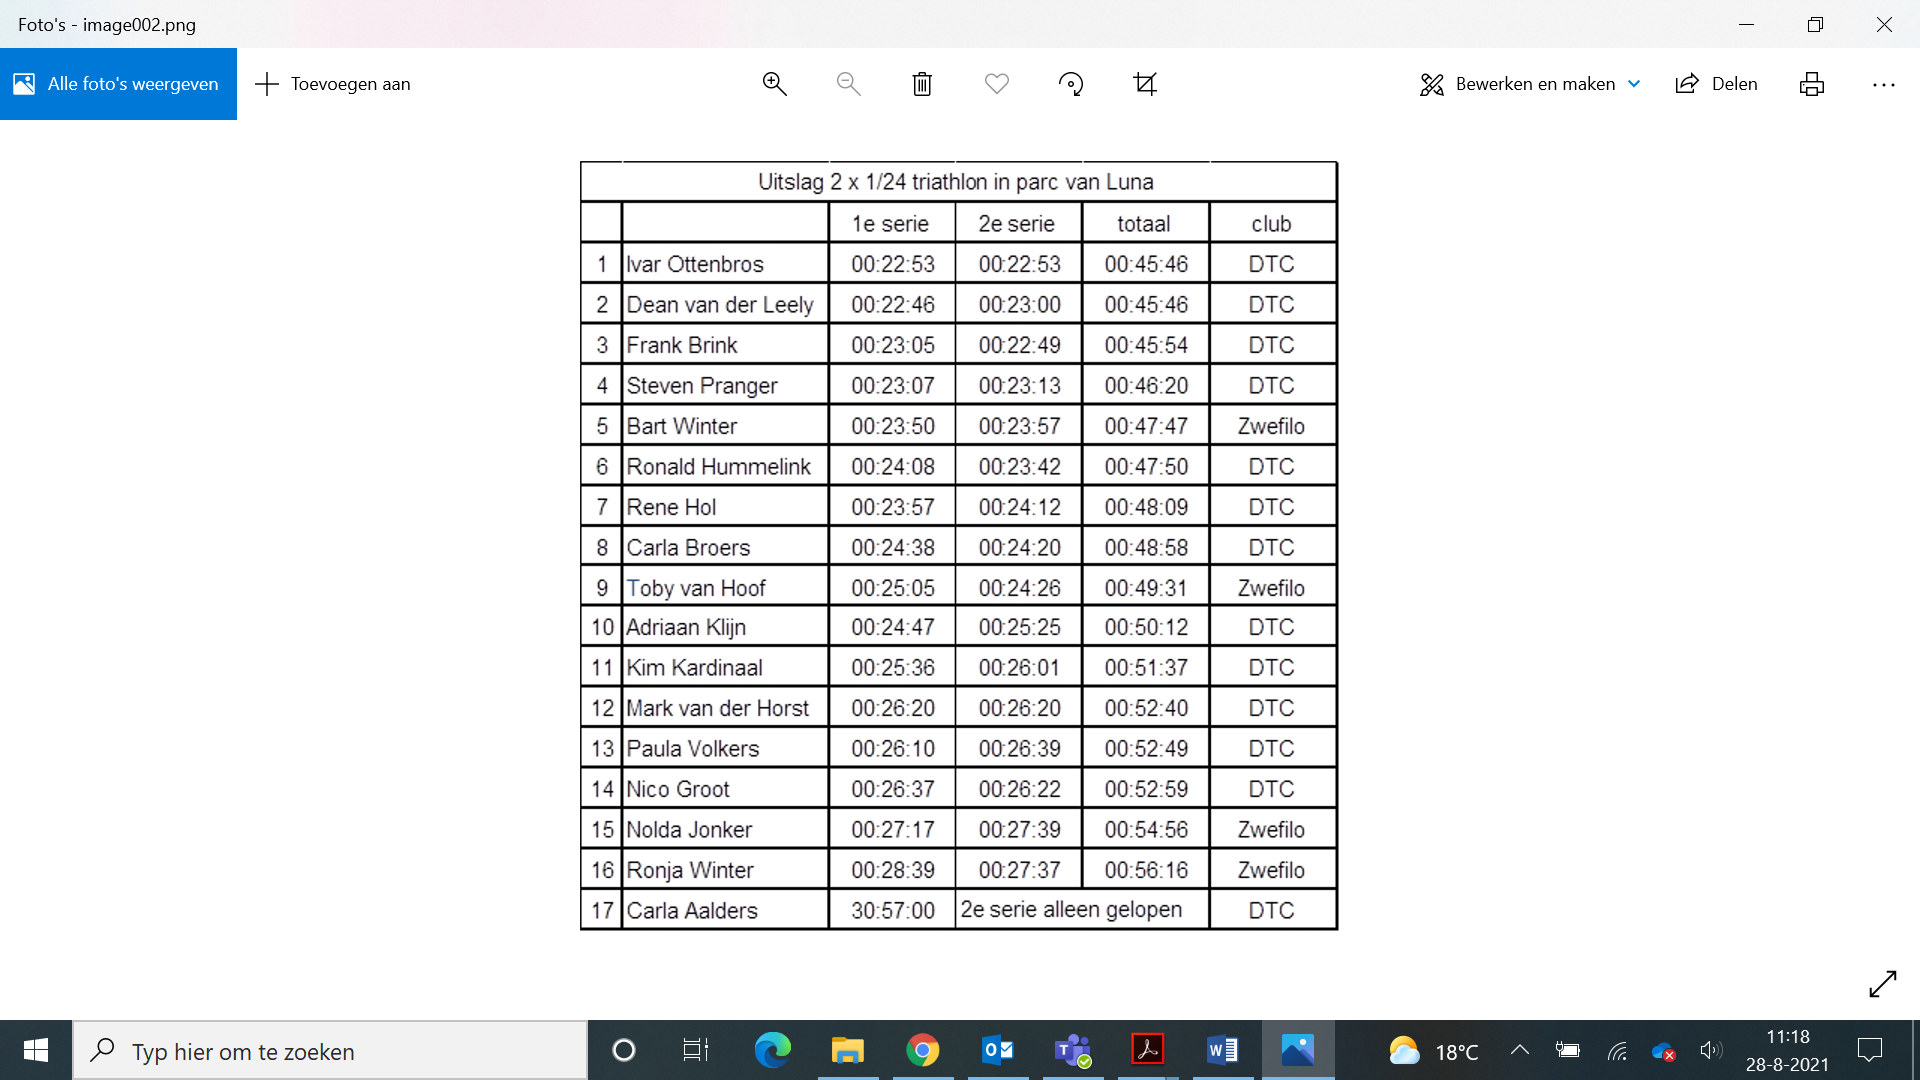 Foto's - image002.png
Alle foto's weergeven
Toevoegen aan
Bewerken en maken
Delen
Uitslag 2 x 1/24 triathlon in parc van Luna
1e serie 2e serie totaal club
1 Ivar Ottenbros 00:22:53 00:22:53 00:45:46 DTC
2 Dean van der Leely 00:22:46 00:23:00 00:45:46 DTC
3 Frank Brink 00:23:05 00:22:49 00:45:54 DTC
4 Steven Pranger 00:23:07 00:23:13 00:46:20 DTC
5 Bart Winter 00:23:50 00:23:57 00:47:47 Zwefilo
6 Ronald Hummelink 00:24:08 00:23:42 00:47:50 DTC
7 Rene Hol 00:23:57 00:24:12 00:48:09 DTC
8 Carla Broers 00:24:38 00:24:20 00:48:58 DTC
9 Toby van Hoof 00:25:05 00:24:26 00:49:31 Zwefilo
10 Adriaan Klijn 00:24:47 00:25:25 00:50:12 DTC
11 Kim Kardinaal 00:25:36 00:26:01 00:51:37 DTC
12 Mark van der Horst 00:26:20 00:26:20 00:52:40 DTC
13 Paula Volkers 00:26:10 00:26:39 00:52:49 DTC
14 Nico Groot 00:26:37 00:26:22 00:52:59 DTC
15 Nolda Jonker 00:27:17 00:27:39 00:54:56 Zwefilo
16 Ronja Winter 00:28:39 00:27:37 00:56:16 Zwefilo
17 Carla Aalders 30:57:00 2e serie alleen gelopen DTC
Typ hier om te zoeken
18°C
11:18
28-8-2021